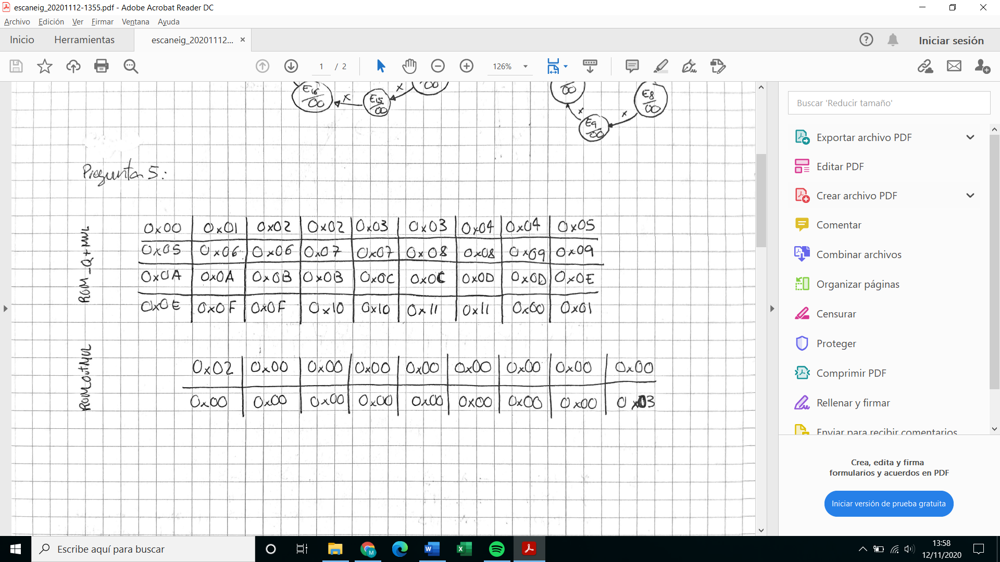 escaneig_20201112-1355.pdf - Adobe Acrobat Reader DC
Archivo Edición Ver Firmar Ventana Ayuda
Inicio Herramientas escaneig_20201112... × Iniciar sesión
1 / 2 126%
E16/00 x E15/00 x 00
00 x E9/00 x E8/00
Pregunta 5:
ROM_Q+MUL
0x00 0x01 0x02 0x02 0x03 0x03 0x04 0x04 0x05
0x05 0x06 0x06 0x07 0x07 0x08 0x08 0x09 0x09
0x0A 0x0A 0x0B 0x0B 0x0C 0x0C 0x0D 0x0D 0x0E
0x0E 0x0F 0x0F 0x10 0x10 0x11 0x11 0x00 0x01
ROMOutMUL
0x02 0x00 0x00 0x00 0x00 0x00 0x00 0x00 0x00
0x00 0x00 0x00 0x00 0x00 0x00 0x00 0x00 0x03
Buscar 'Reducir tamaño'
Exportar archivo PDF
Editar PDF
Crear archivo PDF
Comentar
Combinar archivos
Organizar páginas
Censurar
Proteger
Comprimir PDF
Rellenar y firmar
Enviar para recibir comentarios
Crea, edita y firma
formularios y acuerdos en PDF
Iniciar versión de prueba gratuita
Escribe aquí para buscar
13:58
12/11/2020